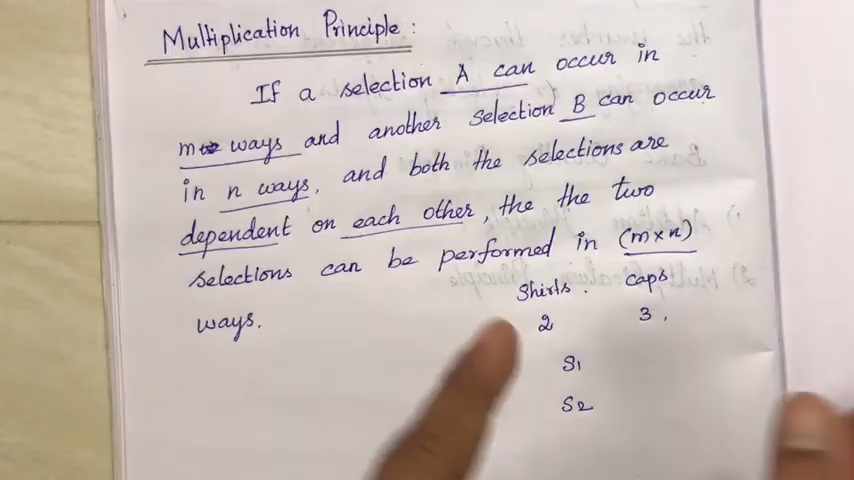 Multiplication Principle:
If a selection A can occur in
m ways and another selection B can occur
in n ways, and both the selections are
dependent on each other, the the two
selections can be performed in (m×n)
ways.
Shirts. Caps
2 3,
S1
S2